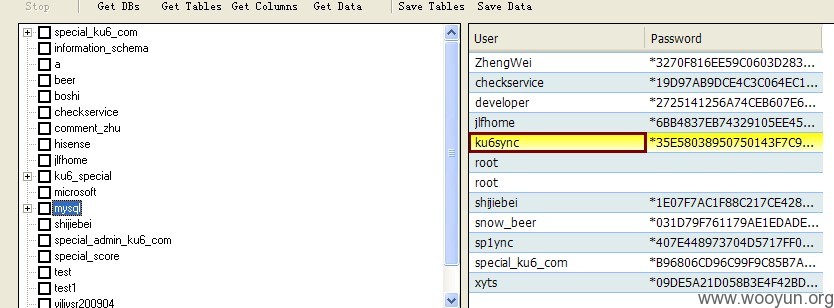 Stop Get DBs Get Tables Get Columns Get Data Save Tables Save Data
special_ku6_com
information_schema
a
beer
boshi
checkservice
comment_zhu
hisense
jlfhome
ku6_special
microsoft
mysql
shijiebei
special_admin_ku6_com
special_score
test
test1
User Password
ZhengWei *3270F816EE59C0603D283...
checkservice *19D97AB9DCE4C3C064EC1...
developer *2725141256A74CEB607E6...
jlfhome *6BB4837EB74329105EE45...
ku6sync *35E58038950750143F7C9...
root
root
shijiebei *1E07F7AC1F88C217CE428...
snow_beer *031D79F761179AE1EDADE...
sp1ync *407E448973704D5717FF0...
special_ku6_com *B96806CD96C99F9C85B7A...
xyts *09DE5A21D058B3E4F42BD...
www.wooyun.org